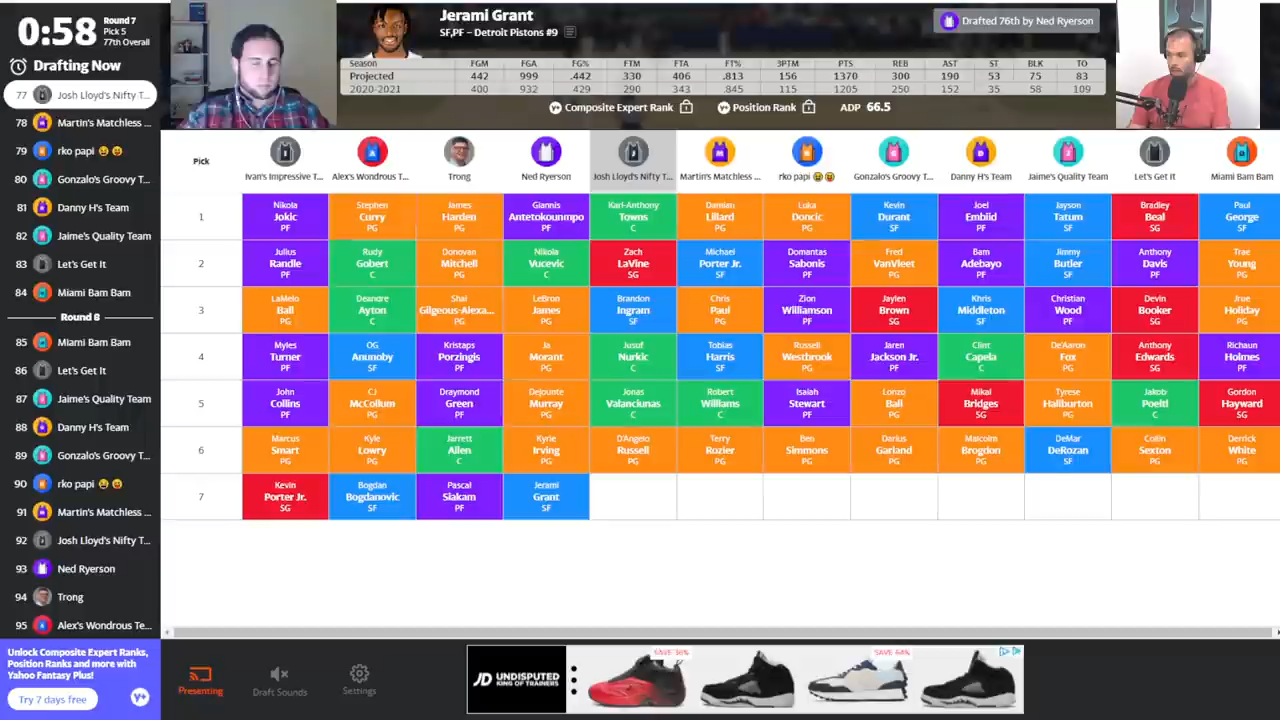 0:58
Round 7
Pick 5
77th Overall
Drafting Now
77 Josh Lloyd's Nifty T...
78 Martin's Matchless ...
79 rko papi 😆 😛
80 Gonzalo's Groovy T...
81 Danny H's Team
82 Jaime's Quality Team
83 Let's Get It
84 Miami Bam Bam
Round 8
85 Miami Bam Bam
86 Let's Get It
87 Jaime's Quality Team
88 Danny H's Team
89 Gonzalo's Groovy T...
90 rko papi 😆 😛
91 Martin's Matchless ...
92 Josh Lloyd's Nifty T...
93 Ned Ryerson
94 Trong
95 Alex's Wondrous Te...
Unlock Composite Expert Ranks,
Position Ranks and more with
Yahoo Fantasy Plus!
Try 7 days free
Y+
Jerami Grant
SF,PF – Detroit Pistons #9
Drafted 76th by Ned Ryerson
Season FGM FGA FG% FTM FTA FT% 3PTM PTS REB AST ST BLK TO
Projected 442 999 .442 330 406 .813 156 1370 300 190 53 75 83
2020-2021 400 932 .429 290 343 .845 115 1205 250 152 35 58 109
Y+ Composite Expert Rank Y+ Position Rank ADP 66.5
Pick Ivan's Impressive T... Alex's Wondrous T... Trong Ned Ryerson Josh Lloyd's Nifty T... Martin's Matchless ... rko papi 😆 😛 Gonzalo's Groovy T... Danny H's Team Jaime's Quality Team Let's Get It Miami Bam Bam
Nikola Stephen James Giannis Karl-Anthony Damian Luka Kevin Joel Jayson Bradley Paul
1 Jokic Curry Harden Antetokounmpo Towns Lillard Doncic Durant Embiid Tatum Beal George
PF PG PG PF C PG PG SF PF SF SG SF
Julius Rudy Donovan Nikola Zach Michael Domantas Fred Bam Jimmy Anthony Trae
2 Randle Gobert Mitchell Vucevic LaVine Porter Jr. Sabonis VanVleet Adebayo Butler Davis Young
PF C PG C SG SF PF PG PF SF PF PG
LaMelo Deandre Shai LeBron Brandon Chris Zion Jaylen Khris Christian Devin Jrue
3 Ball Ayton Gilgeous-Alexa... James Ingram Paul Williamson Brown Middleton Wood Booker Holiday
PG C PG PG SF PG PF SG SF PF SG PG
Myles OG Kristaps Ja Jusuf Tobias Russell Jaren Clint De'Aaron Anthony Richaun
4 Turner Anunoby Porzingis Morant Nurkic Harris Westbrook Jackson Jr. Capela Fox Edwards Holmes
PF SF PF PG C SF PG PF C PG SG PF
John CJ Draymond Dejounte Jonas Robert Isaiah Lonzo Mikal Tyrese Jakob Gordon
5 Collins McCollum Green Murray Valanciunas Williams Stewart Ball Bridges Haliburton Poeltl Hayward
PF PG PF PG C C PF PG SG PG C SG
Marcus Kyle Jarrett Kyrie D'Angelo Terry Ben Darius Malcolm DeMar Collin Derrick
6 Smart Lowry Allen Irving Russell Rozier Simmons Garland Brogdon DeRozan Sexton White
PG PG C PG PG PG PG PG PG SF PG PG
Kevin Bogdan Pascal Jerami
7 Porter Jr. Bogdanovic Siakam Grant
SG SF PF SF
Presenting
Draft Sounds
Settings
JD UNDISPUTED
KING OF TRAINERS
SAVE 64%